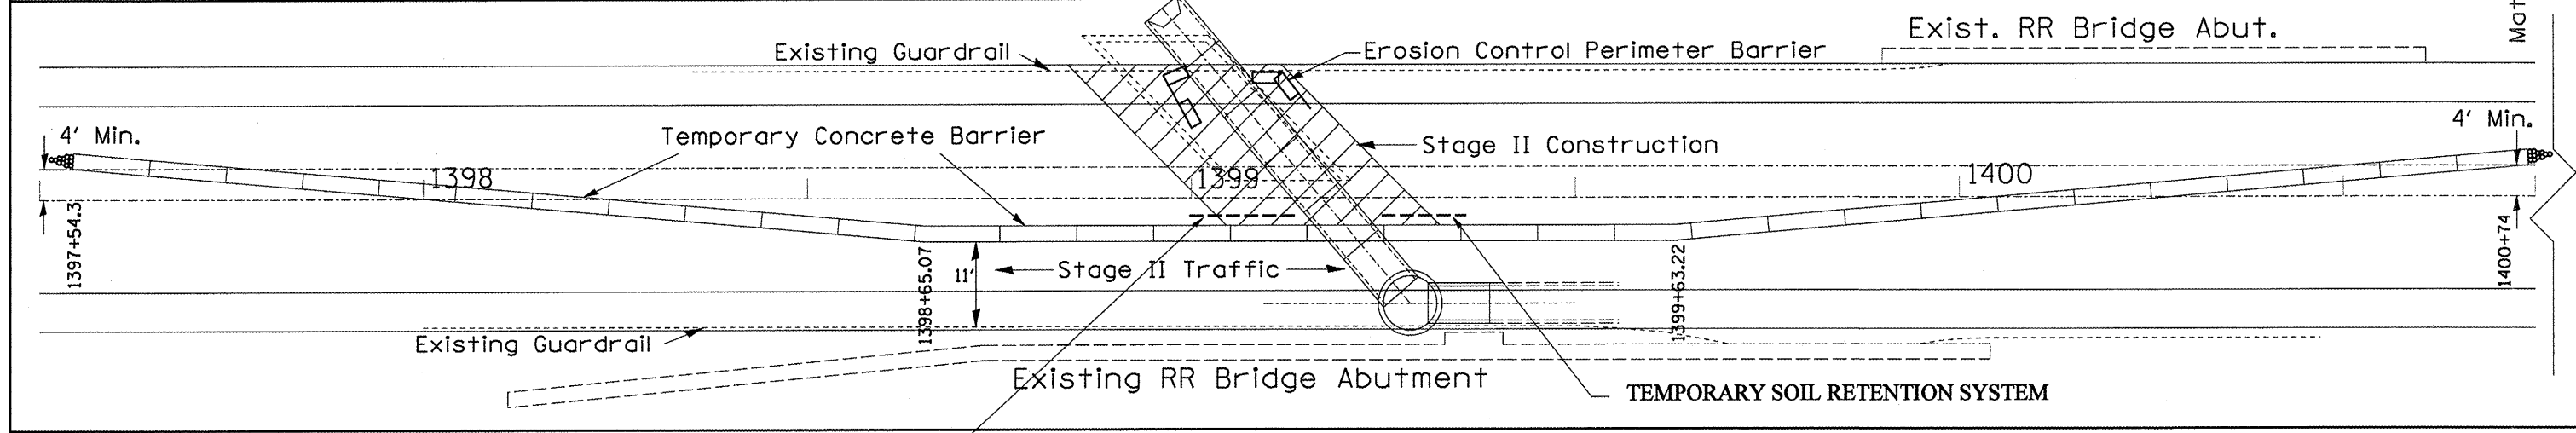 Mat
Exist. RR Bridge Abut.
Existing Guardrail
Erosion Control Perimeter Barrier
4' Min.
Temporary Concrete Barrier
Stage II Construction
4' Min.
1398
1399
1400
1397+54.3
1398+65.07
11'
Stage II Traffic
1399+63.22
1400+74
Existing Guardrail
Existing RR Bridge Abutment
TEMPORARY SOIL RETENTION SYSTEM